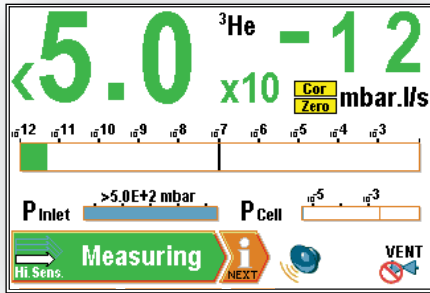 <5.0 ³He -12
x10 Cor Zero mbar.l/s
10⁻12 10⁻11 10⁻10 10⁻9 10⁻8 10⁻7 10⁻6 10⁻5 10⁻4 10⁻3
>5.0E+2 mbar 10⁻5 10⁻3
P Inlet P Cell
Hi. Sens. Measuring i NEXT VENT